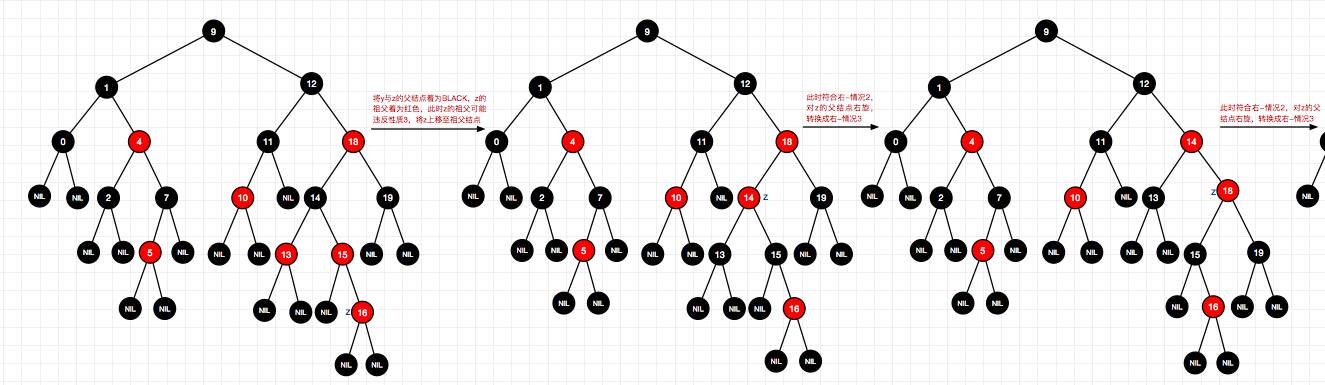 9
1 12
0 4 11 18
NIL NIL 2 7 10 NIL 14 19
NIL NIL 5 NIL NIL NIL 13 15 NIL NIL
NIL NIL NIL NIL NIL Z 16
NIL NIL
将y与z的父结点着为BLACK，z的
祖父着为红色，此时z的祖父可能
违反性质3，将z上移至祖父结点
9
1 12
0 4 11 18
NIL NIL 2 7 10 NIL 14 Z 19
NIL NIL 5 NIL NIL NIL 13 15 NIL NIL
NIL NIL NIL NIL NIL 16
NIL NIL
此时符合右-情况2，
对z的父结点右旋，
转换成右-情况3
9
1 12
0 4 11 14
NIL NIL 2 7 10 NIL 13 Z 18
NIL NIL 5 NIL NIL NIL NIL NIL 15 19
NIL NIL NIL 16 NIL NIL
NIL NIL
此时符合右-情况2，对z的父
结点右旋，转换成右-情况3
NIL